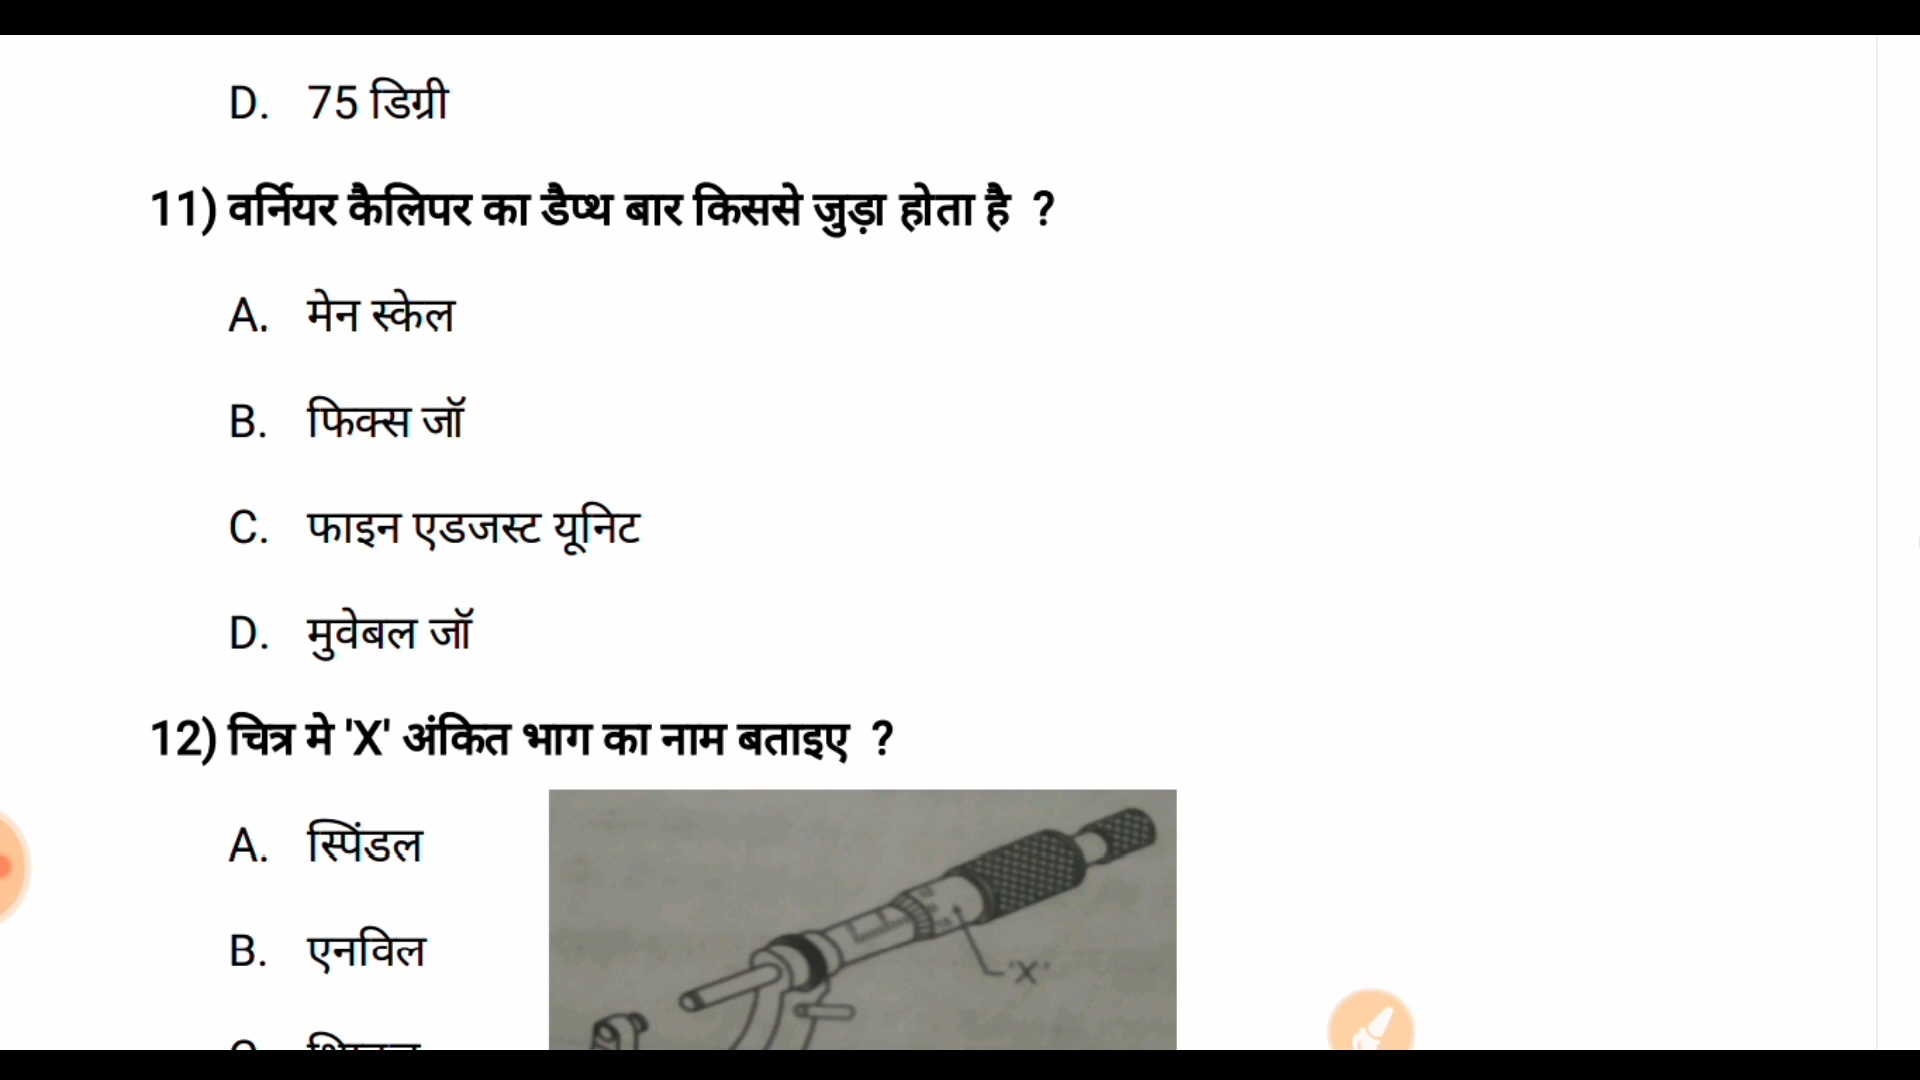 D. 75 डिग्री
11) वर्नियर कैलिपर का डैप्थ बार किससे जुड़ा होता है ?
A. मेन स्केल
B. फिक्स जॉ
C. फाइन एडजस्ट यूनिट
D. मुवेबल जॉ
12) चित्र मे 'X' अंकित भाग का नाम बताइए ?
A. स्पिंडल
B. एनविल
'X'